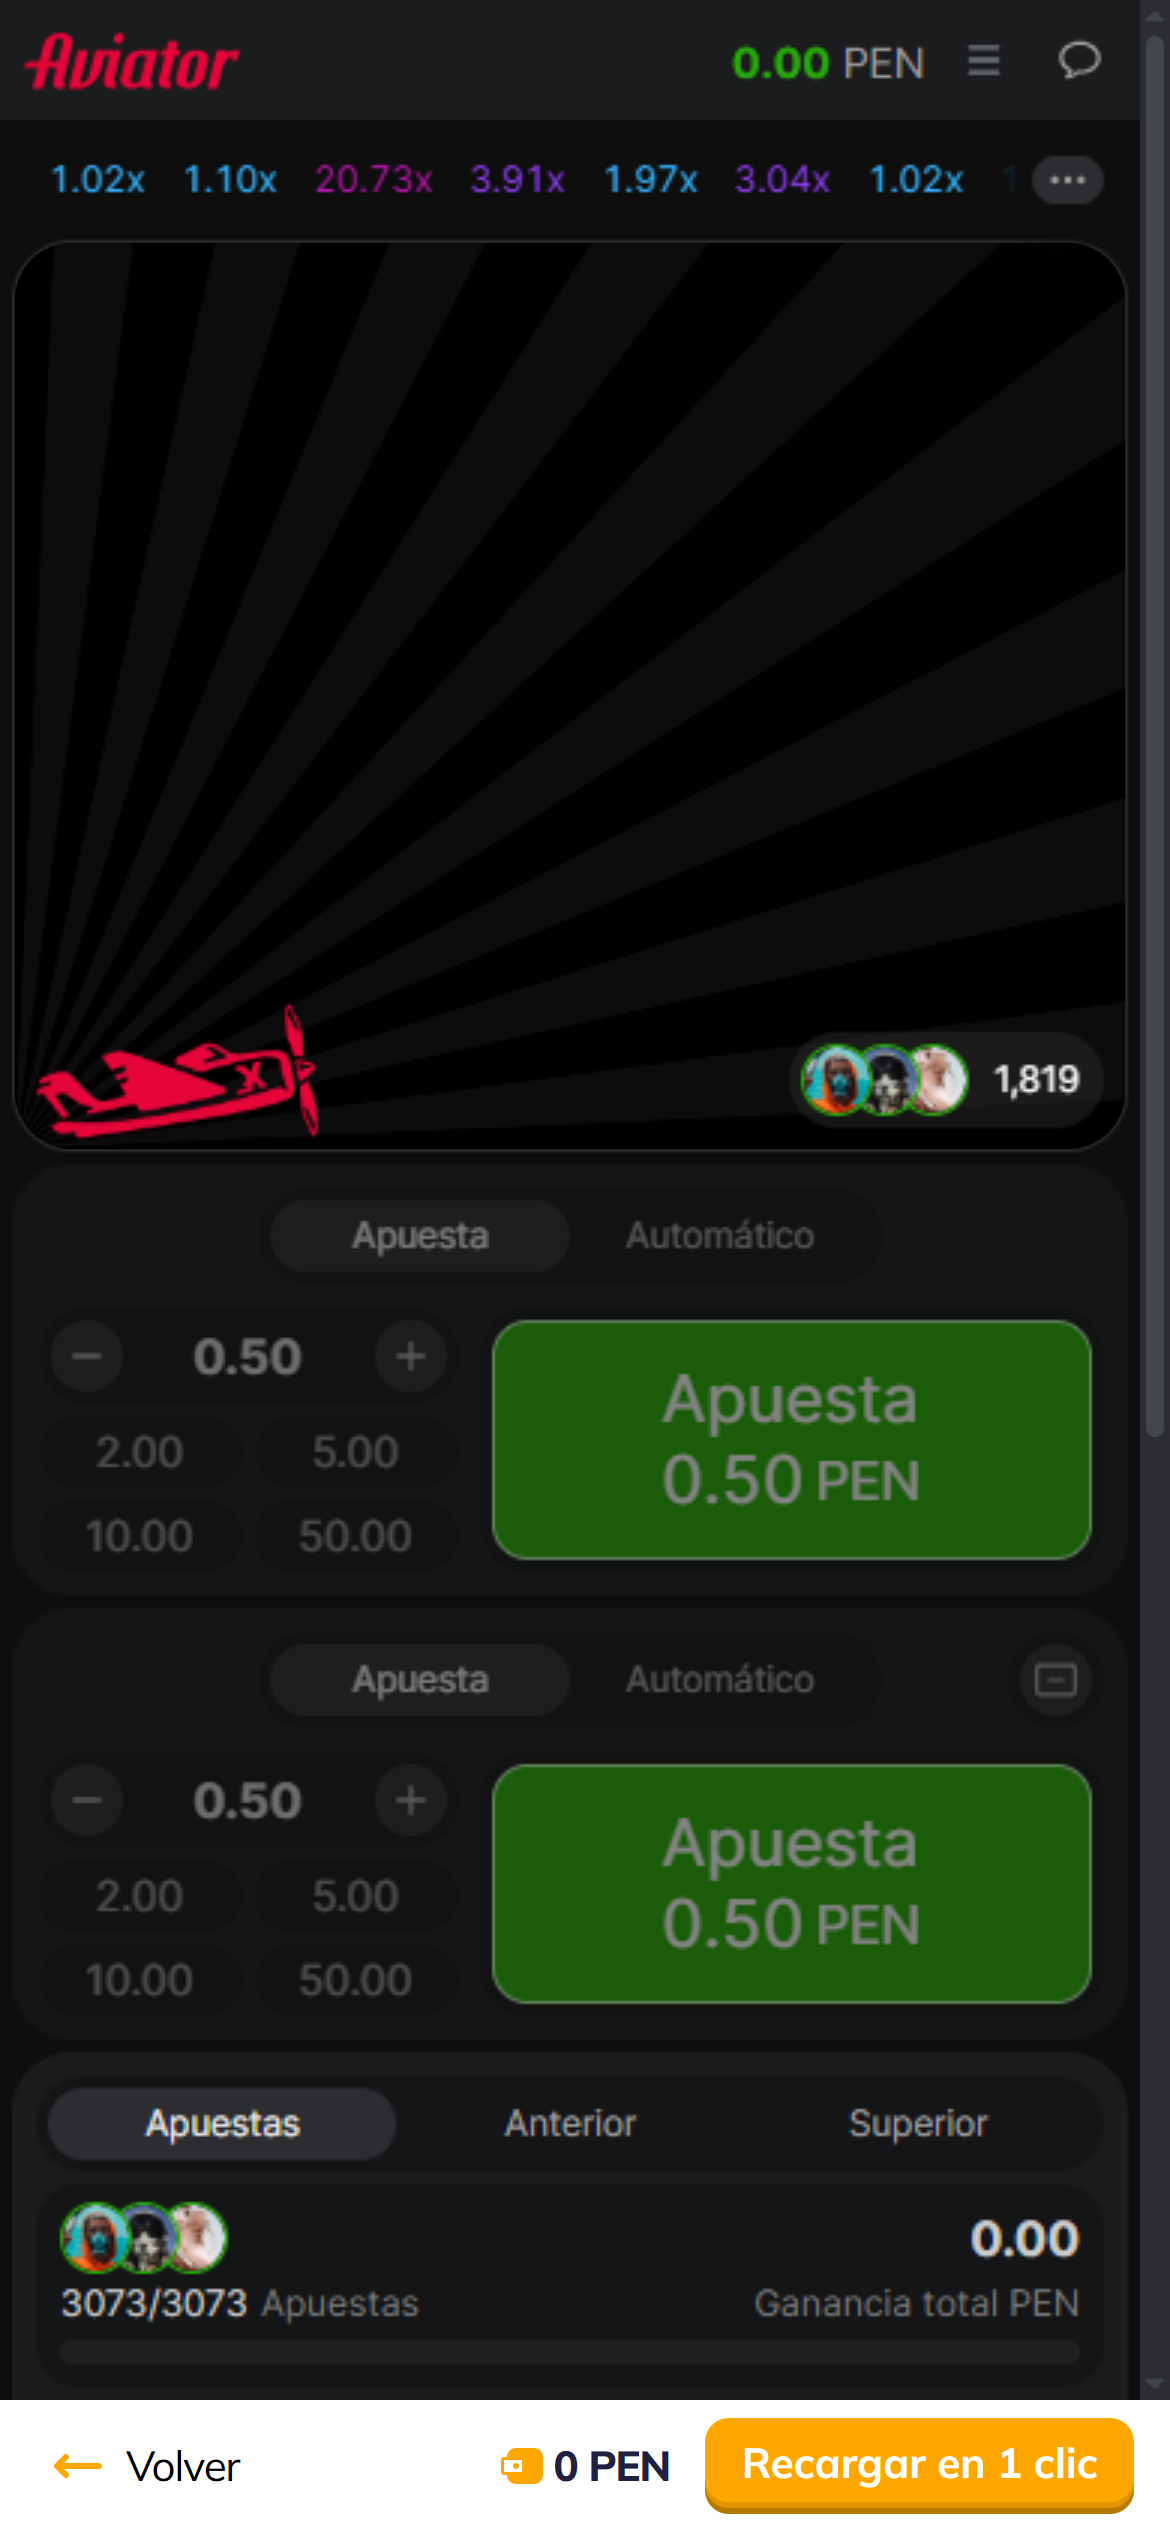 Aviator
0.00 PEN
1.02x 1.10x 20.73x 3.91x 1.97x 3.04x 1.02x
1,819
Apuesta Automático
0.50
2.00 5.00
10.00 50.00
Apuesta
0.50 PEN
Apuesta Automático
0.50
2.00 5.00
10.00 50.00
Apuesta
0.50 PEN
Apuestas Anterior Superior
0.00
3073/3073 Apuestas Ganancia total PEN
Volver 0 PEN Recargar en 1 clic